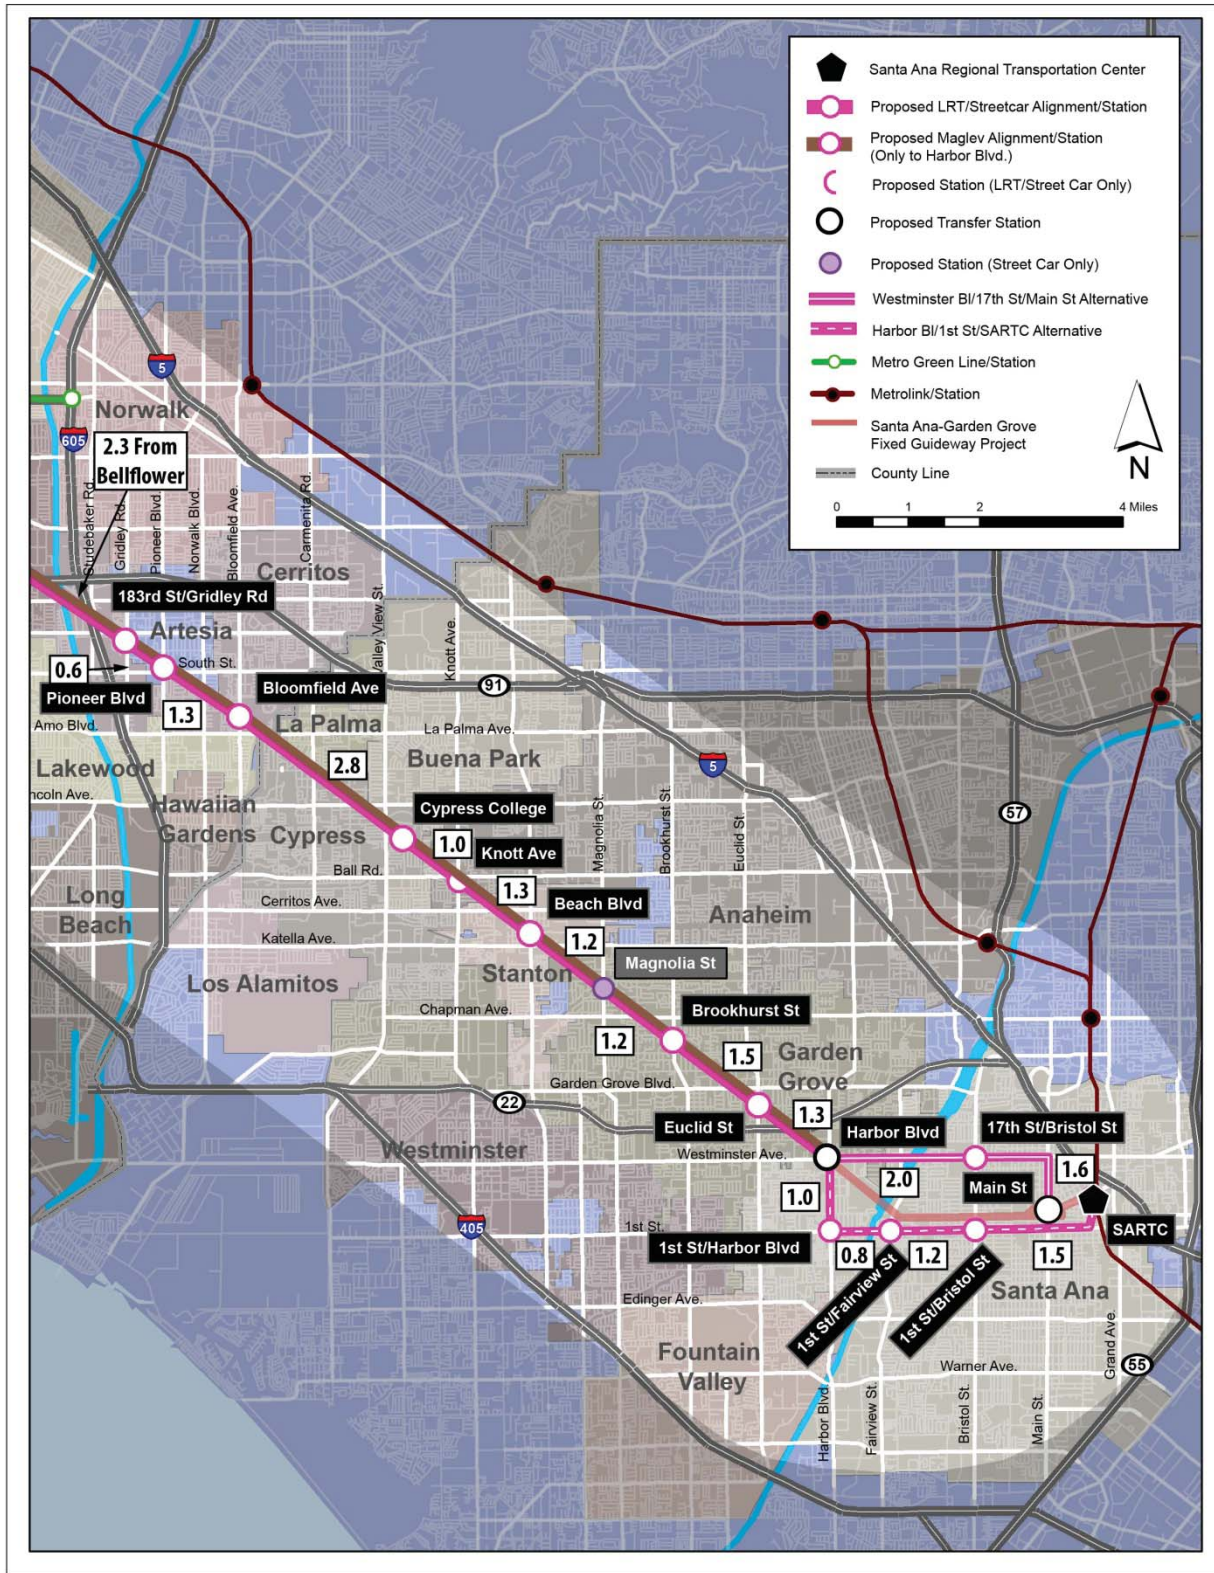 Santa Ana Regional Transportation Center
Proposed LRT/Streetcar Alignment/Station
Proposed Maglev Alignment/Station
(Only to Harbor Blvd.)
Proposed Station (LRT/Street Car Only)
Proposed Transfer Station
Proposed Station (Street Car Only)
Westminster Bl/17th St/Main St Alternative
Harbor Bl/1st St/SARTC Alternative
Metro Green Line/Station
Metrolink/Station
Santa Ana-Garden Grove
Fixed Guideway Project
County Line
N
0 1 2 4 Miles
5
Norwalk
605
2.3 From
Bellflower
Studebaker Rd.
Gridley Rd.
Pioneer Blvd.
Norwalk Blvd.
Bloomfield Ave.
Carmenita Rd.
Cerritos
183rd St/Gridley Rd
Valley View St.
Knott Ave.
Artesia
0.6
South St.
Pioneer Blvd
Bloomfield Ave
91
1.3
Amo Blvd.
La Palma
La Palma Ave.
Buena Park
5
Lakewood
2.8
ncoln Ave.
Hawaiian
Gardens
Cypress
Cypress College
Magnolia St.
Brookhurst St.
Euclid St.
57
1.0
Knott Ave
Ball Rd.
1.3
Long
Beach
Cerritos Ave.
Beach Blvd
Anaheim
Katella Ave.
1.2
Los Alamitos
Stanton
Magnolia St
Chapman Ave.
Brookhurst St
1.2
1.5
Garden
Grove
Garden Grove Blvd.
22
1.3
Euclid St
Harbor Blvd
17th St/Bristol St
Westminster
Westminster Ave.
1.6
2.0
Main St
1.0
405
1st St.
1st St/Harbor Blvd
SARTC
0.8
1.2
1.5
1st St/Fairview St
1st St/Bristol St
Santa Ana
Edinger Ave.
Fountain
Valley
Warner Ave.
55
Harbor Blvd.
Fairview St.
Bristol St.
Main St.
Grand Ave.